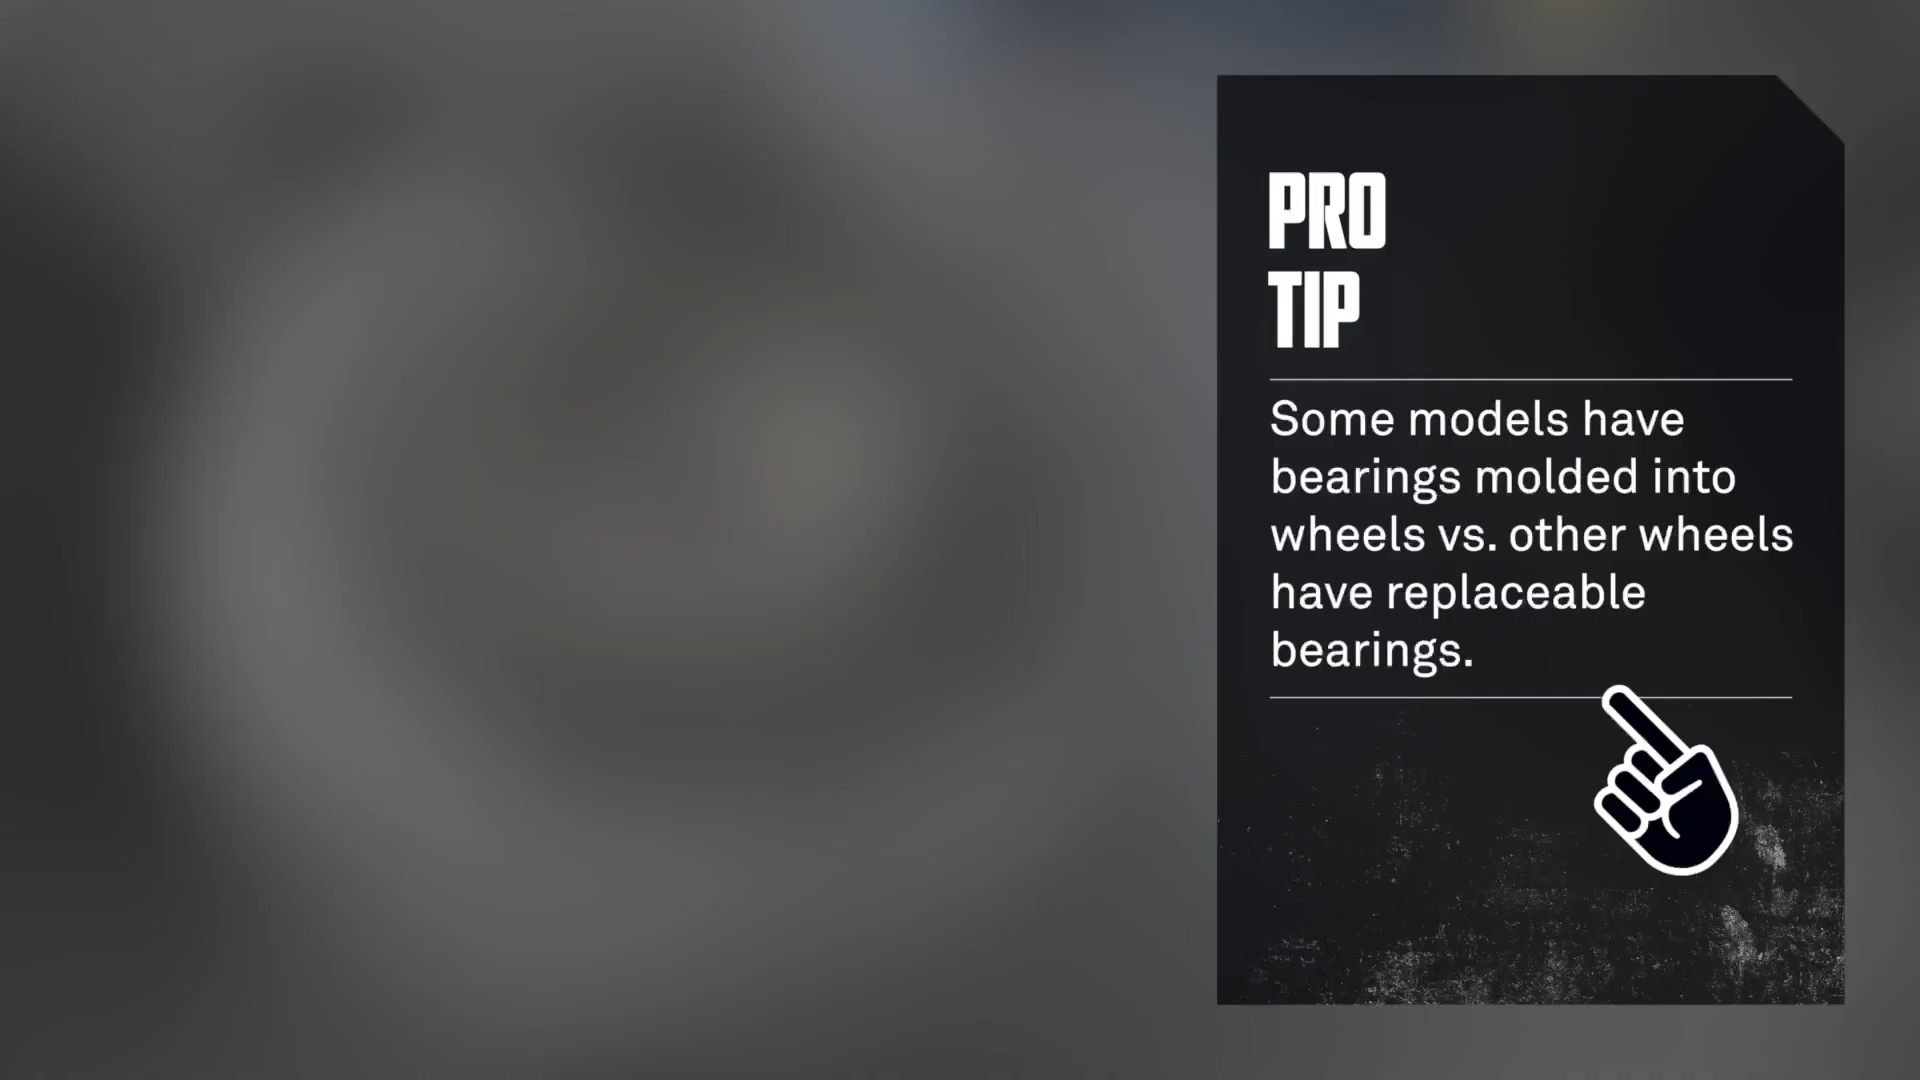 PRO
TIP
Some models have
bearings molded into
wheels vs. other wheels
have replaceable
bearings.